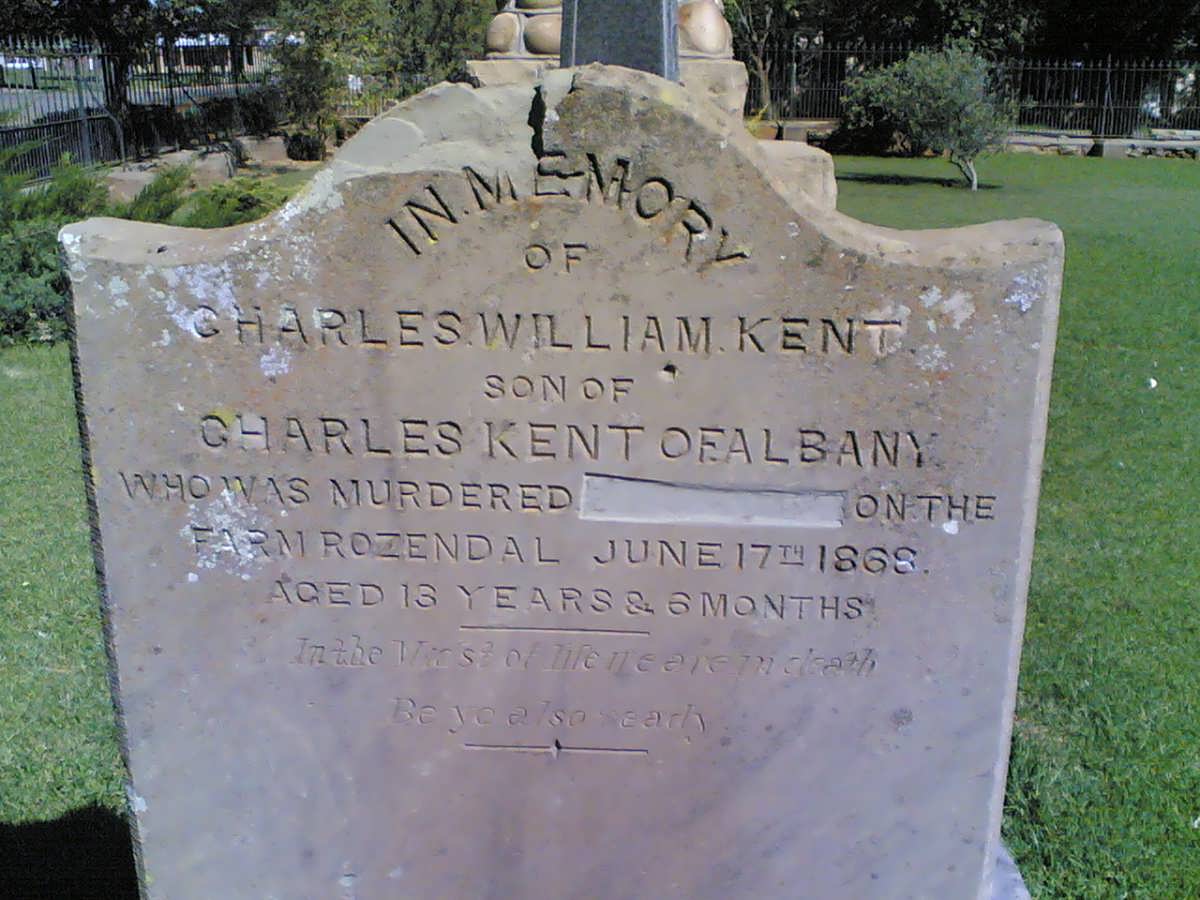 IN. MEMORY
OF
CHARLES. WILLIAM. KENT.
SON OF
CHARLES KENT OF ALBANY.
WHO WAS MURDERED ON THE
FARM ROZENDAL JUNE 17TH 1868.
AGED 13 YEARS & 6 MONTHS
In the Midst of life we are in death
Be ye also ready